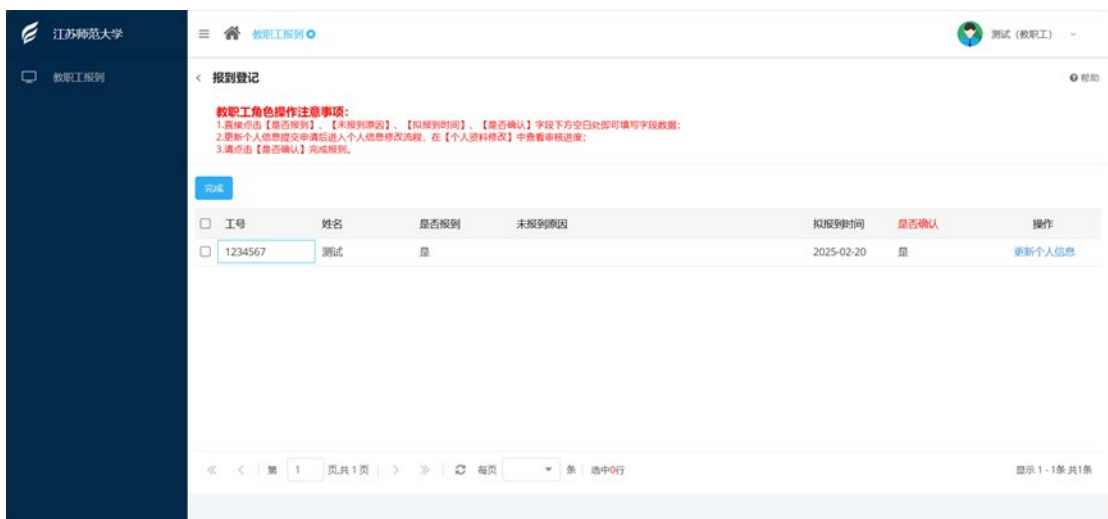 江苏师范大学
教职工报到
测试（教职工）
教职工报到
报到登记
帮助
教职工角色操作注意事项：
1.直接点击【是否报到】、【未报到原因】、【拟报到时间】、【是否确认】字段下方空白处即可填写字段数据；
2.更新个人信息提交申请后进入个人信息修改流程，在【个人资料修改】中查看审核进度；
3.请点击【是否确认】完成报到。
完成
工号 姓名 是否报到 未报到原因 拟报到时间 是否确认 操作
1234567 测试 是 2025-02-20 是 更新个人信息
第 1 页,共1页 每页 条 选中0行 显示 1 - 1条 共1条